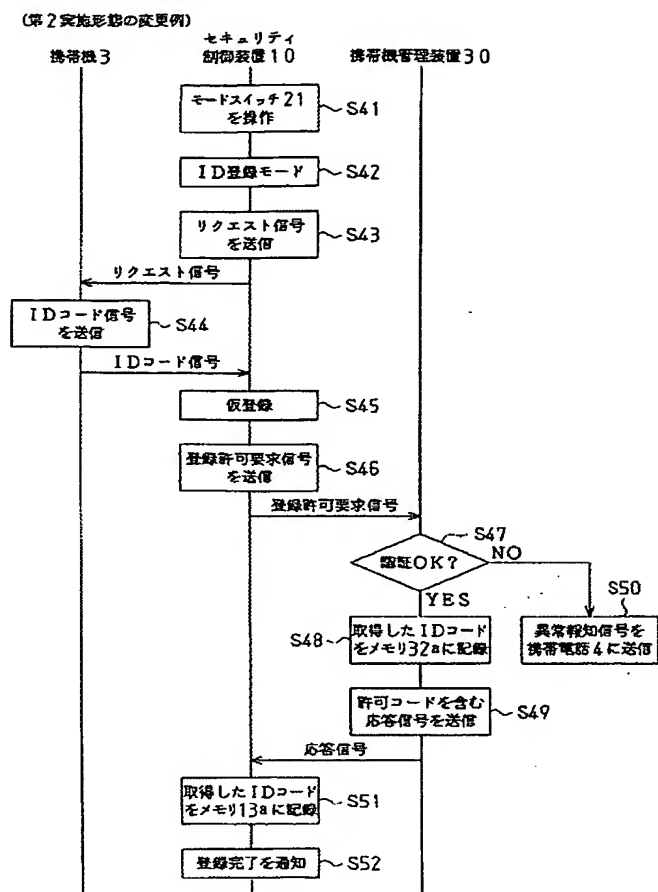 (第2実施形態の変更例)
携帯機3
セキュリティ
制御装置10
携帯機管理装置30
モードスイッチ21
を操作
S41
ID登録モード
S42
リクエスト信号
を送信
S43
リクエスト信号
IDコード信号
を送信
S44
IDコード信号
仮登録
S45
登録許可要求信号
を送信
S46
登録許可要求信号
S47
認証OK?
NO
YES
S50
S48
取得したIDコード
をメモリ32aに記録
異常報知信号を
携帯電話4に送信
許可コードを含む
応答信号を送信
S49
応答信号
取得したIDコード
をメモリ13aに記録
S51
登録完了を通知
S52